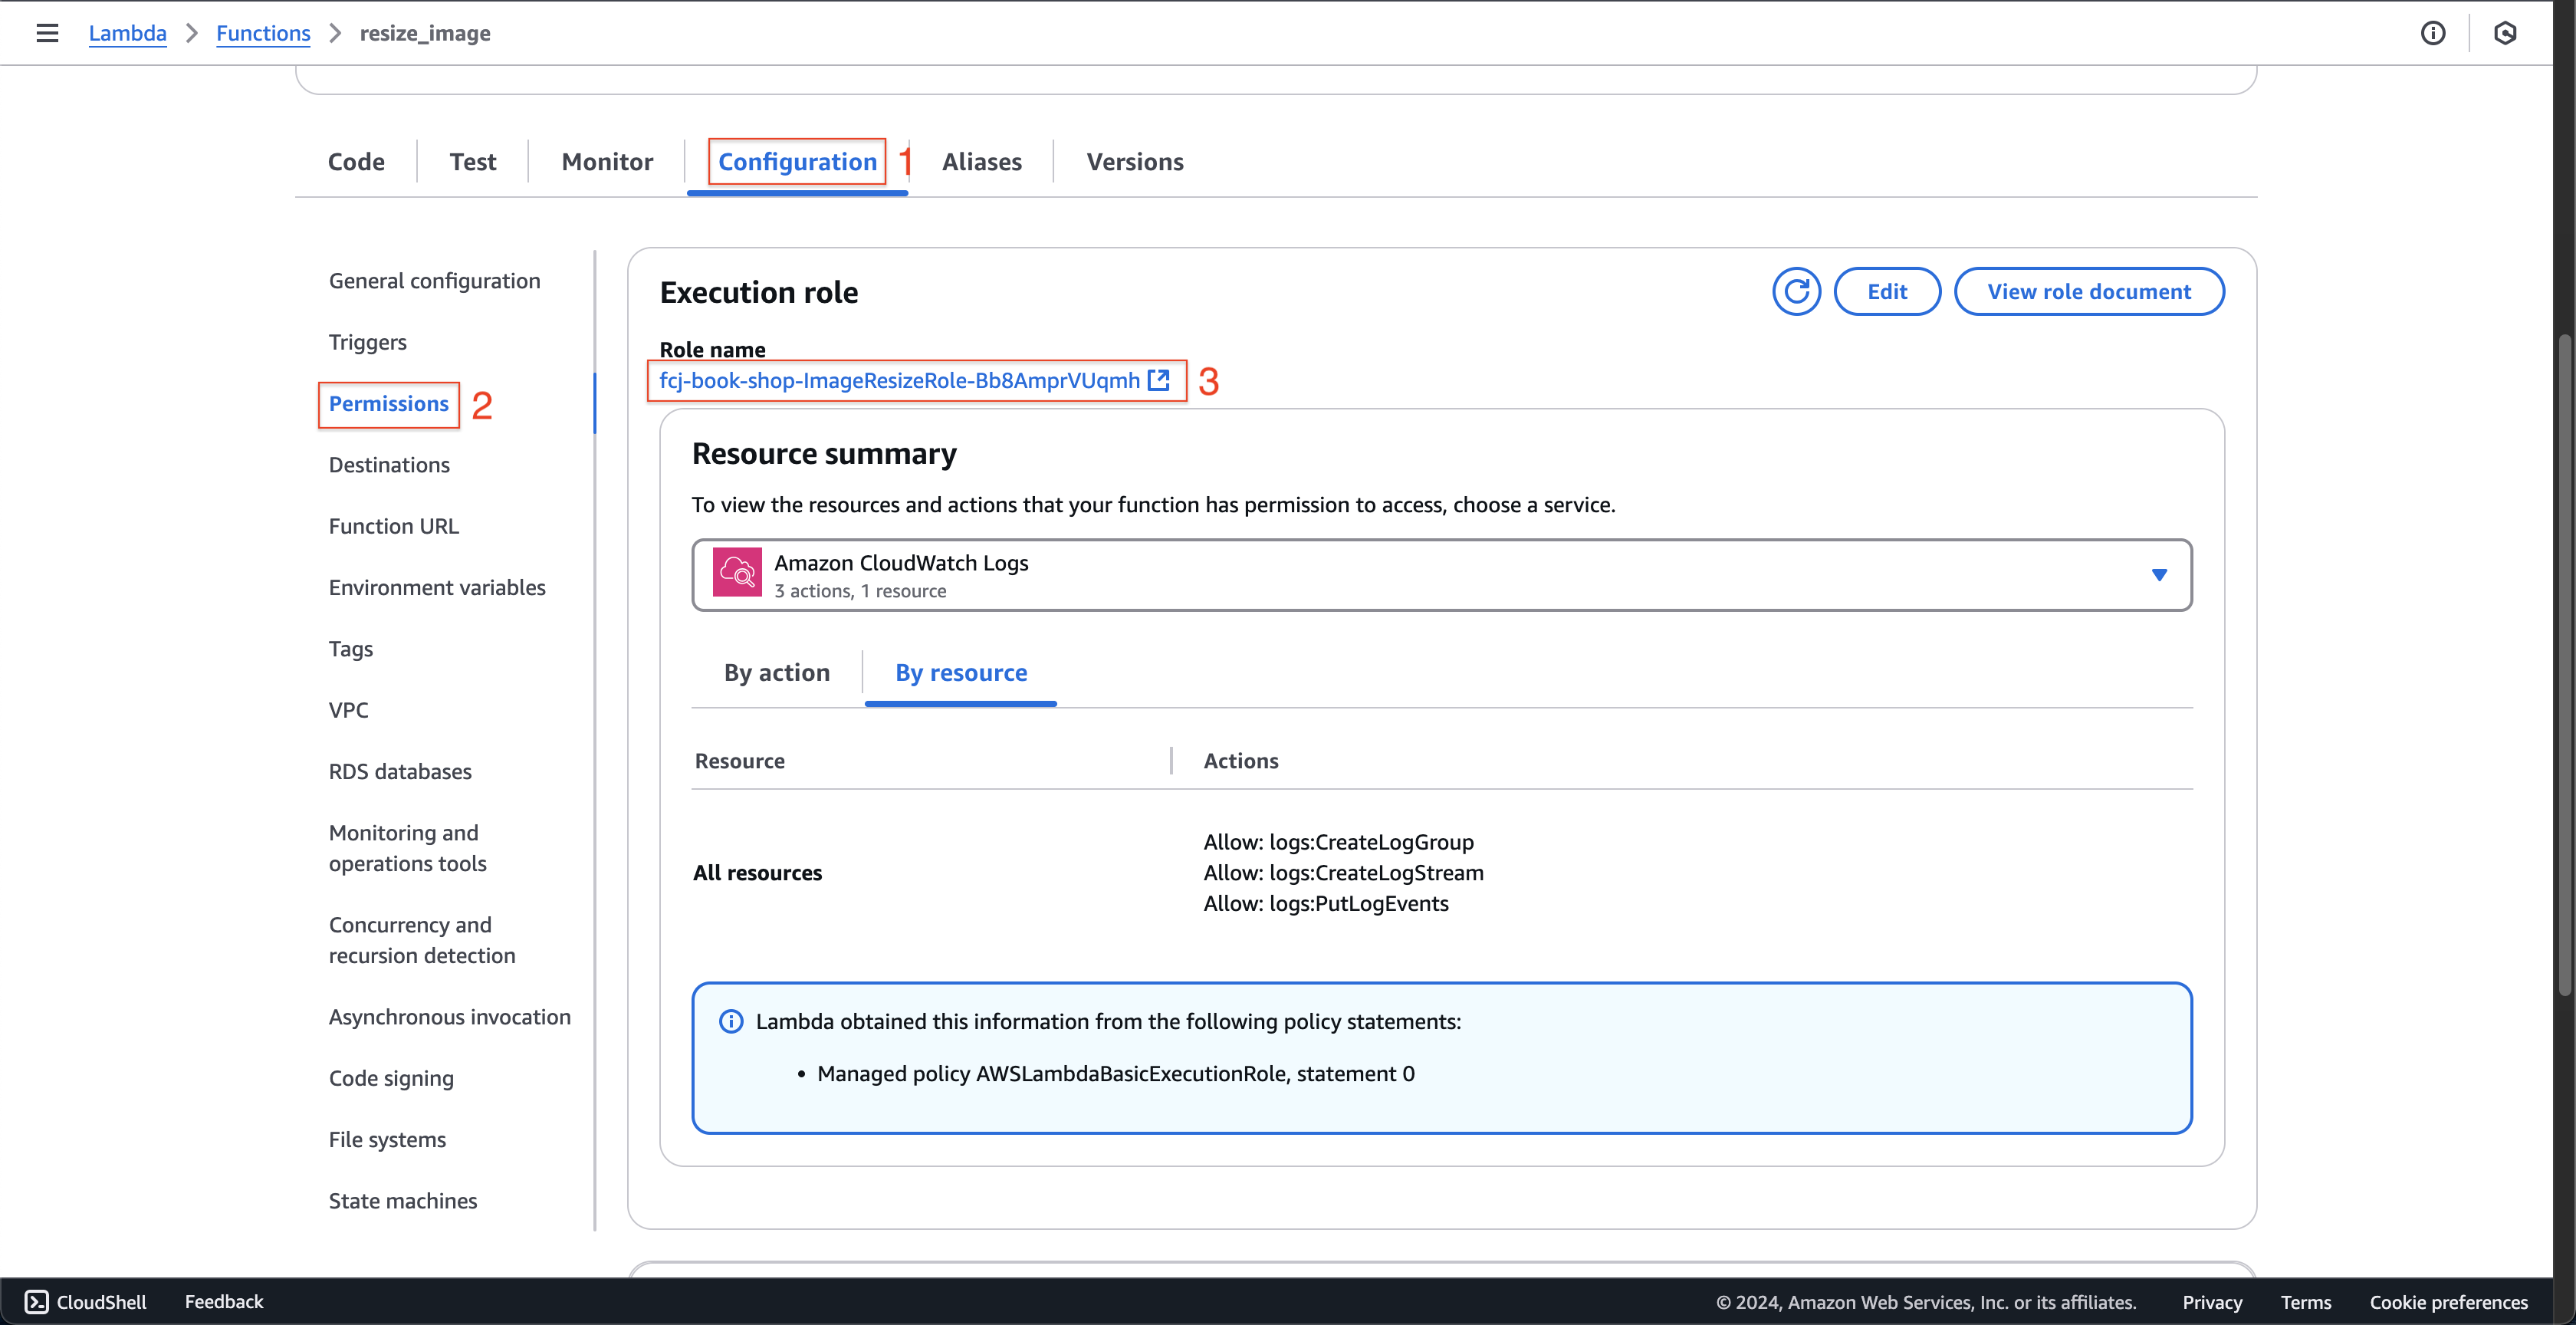 Lambda > Functions > resize_image
Code Test Monitor Configuration 1 Aliases Versions
General configuration
Triggers
Permissions 2
Destinations
Function URL
Environment variables
Tags
VPC
RDS databases
Monitoring and
operations tools
Concurrency and
recursion detection
Asynchronous invocation
Code signing
File systems
State machines
Execution role
Edit
View role document
Role name
fcj-book-shop-ImageResizeRole-Bb8AmprVUqmh 3
Resource summary
To view the resources and actions that your function has permission to access, choose a service.
Amazon CloudWatch Logs
3 actions, 1 resource
By action By resource
Resource Actions
All resources
Allow: logs:CreateLogGroup
Allow: logs:CreateLogStream
Allow: logs:PutLogEvents
Lambda obtained this information from the following policy statements:
• Managed policy AWSLambdaBasicExecutionRole, statement 0
CloudShell Feedback © 2024, Amazon Web Services, Inc. or its affiliates. Privacy Terms Cookie preferences